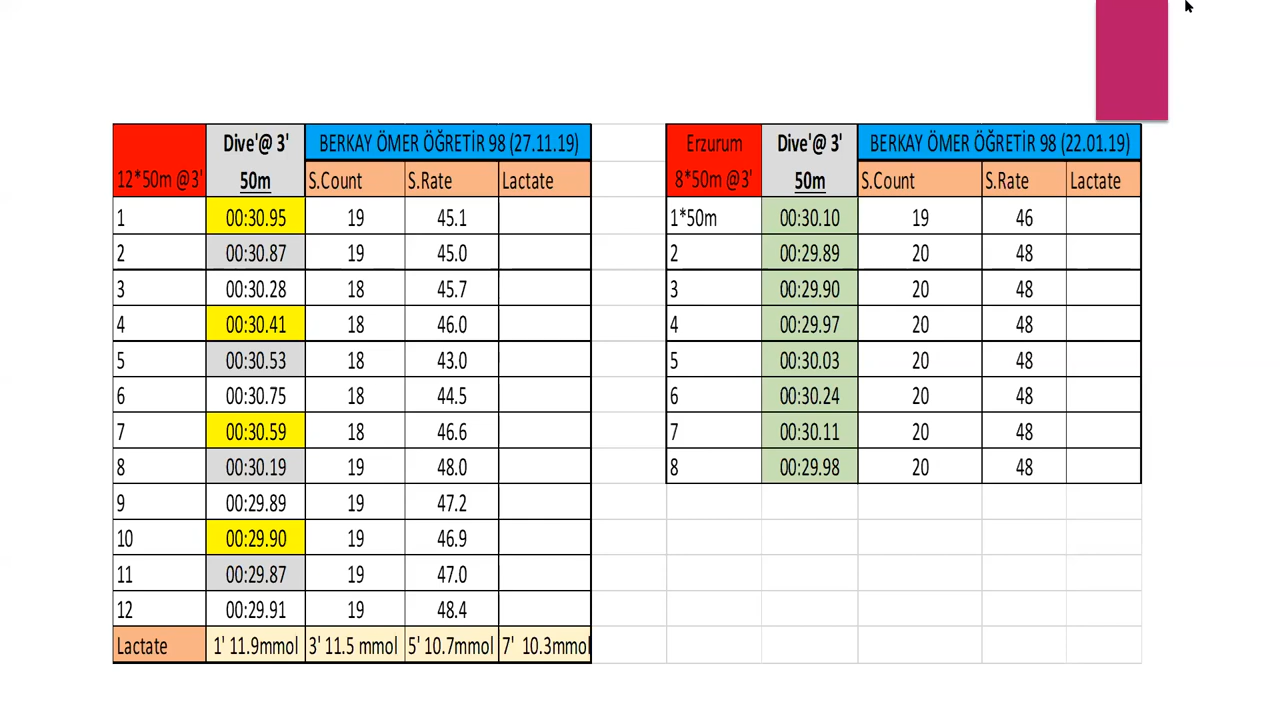 12*50m @3' Dive'@ 3' 50m BERKAY ÖMER ÖĞRETİR 98 (27.11.19)
S.Count S.Rate Lactate
1 00:30.95 19 45.1
2 00:30.87 19 45.0
3 00:30.28 18 45.7
4 00:30.41 18 46.0
5 00:30.53 18 43.0
6 00:30.75 18 44.5
7 00:30.59 18 46.6
8 00:30.19 19 48.0
9 00:29.89 19 47.2
10 00:29.90 19 46.9
11 00:29.87 19 47.0
12 00:29.91 19 48.4
Lactate 1' 11.9mmol 3' 11.5 mmol 5' 10.7mmol 7' 10.3mmol
Erzurum 8*50m @3' Dive'@ 3' 50m BERKAY ÖMER ÖĞRETİR 98 (22.01.19)
S.Count S.Rate Lactate
1*50m 00:30.10 19 46
2 00:29.89 20 48
3 00:29.90 20 48
4 00:29.97 20 48
5 00:30.03 20 48
6 00:30.24 20 48
7 00:30.11 20 48
8 00:29.98 20 48